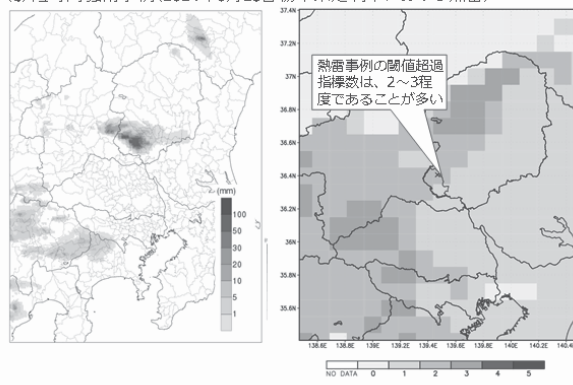 熱雷事例の閾値超過
指標数は、2～3程
度であることが多い
(mm)
100
50
30
20
10
5
1
37.4N
37.2N
37N
36.8N
36.6N
36.4N
36.2N
36N
35.8N
35.6N
138.6E 138.8E 139E 139.2E 139.4E 139.6E 139.8E 140E 140.2E 140.4E
NO DATA 0 1 2 3 4 5